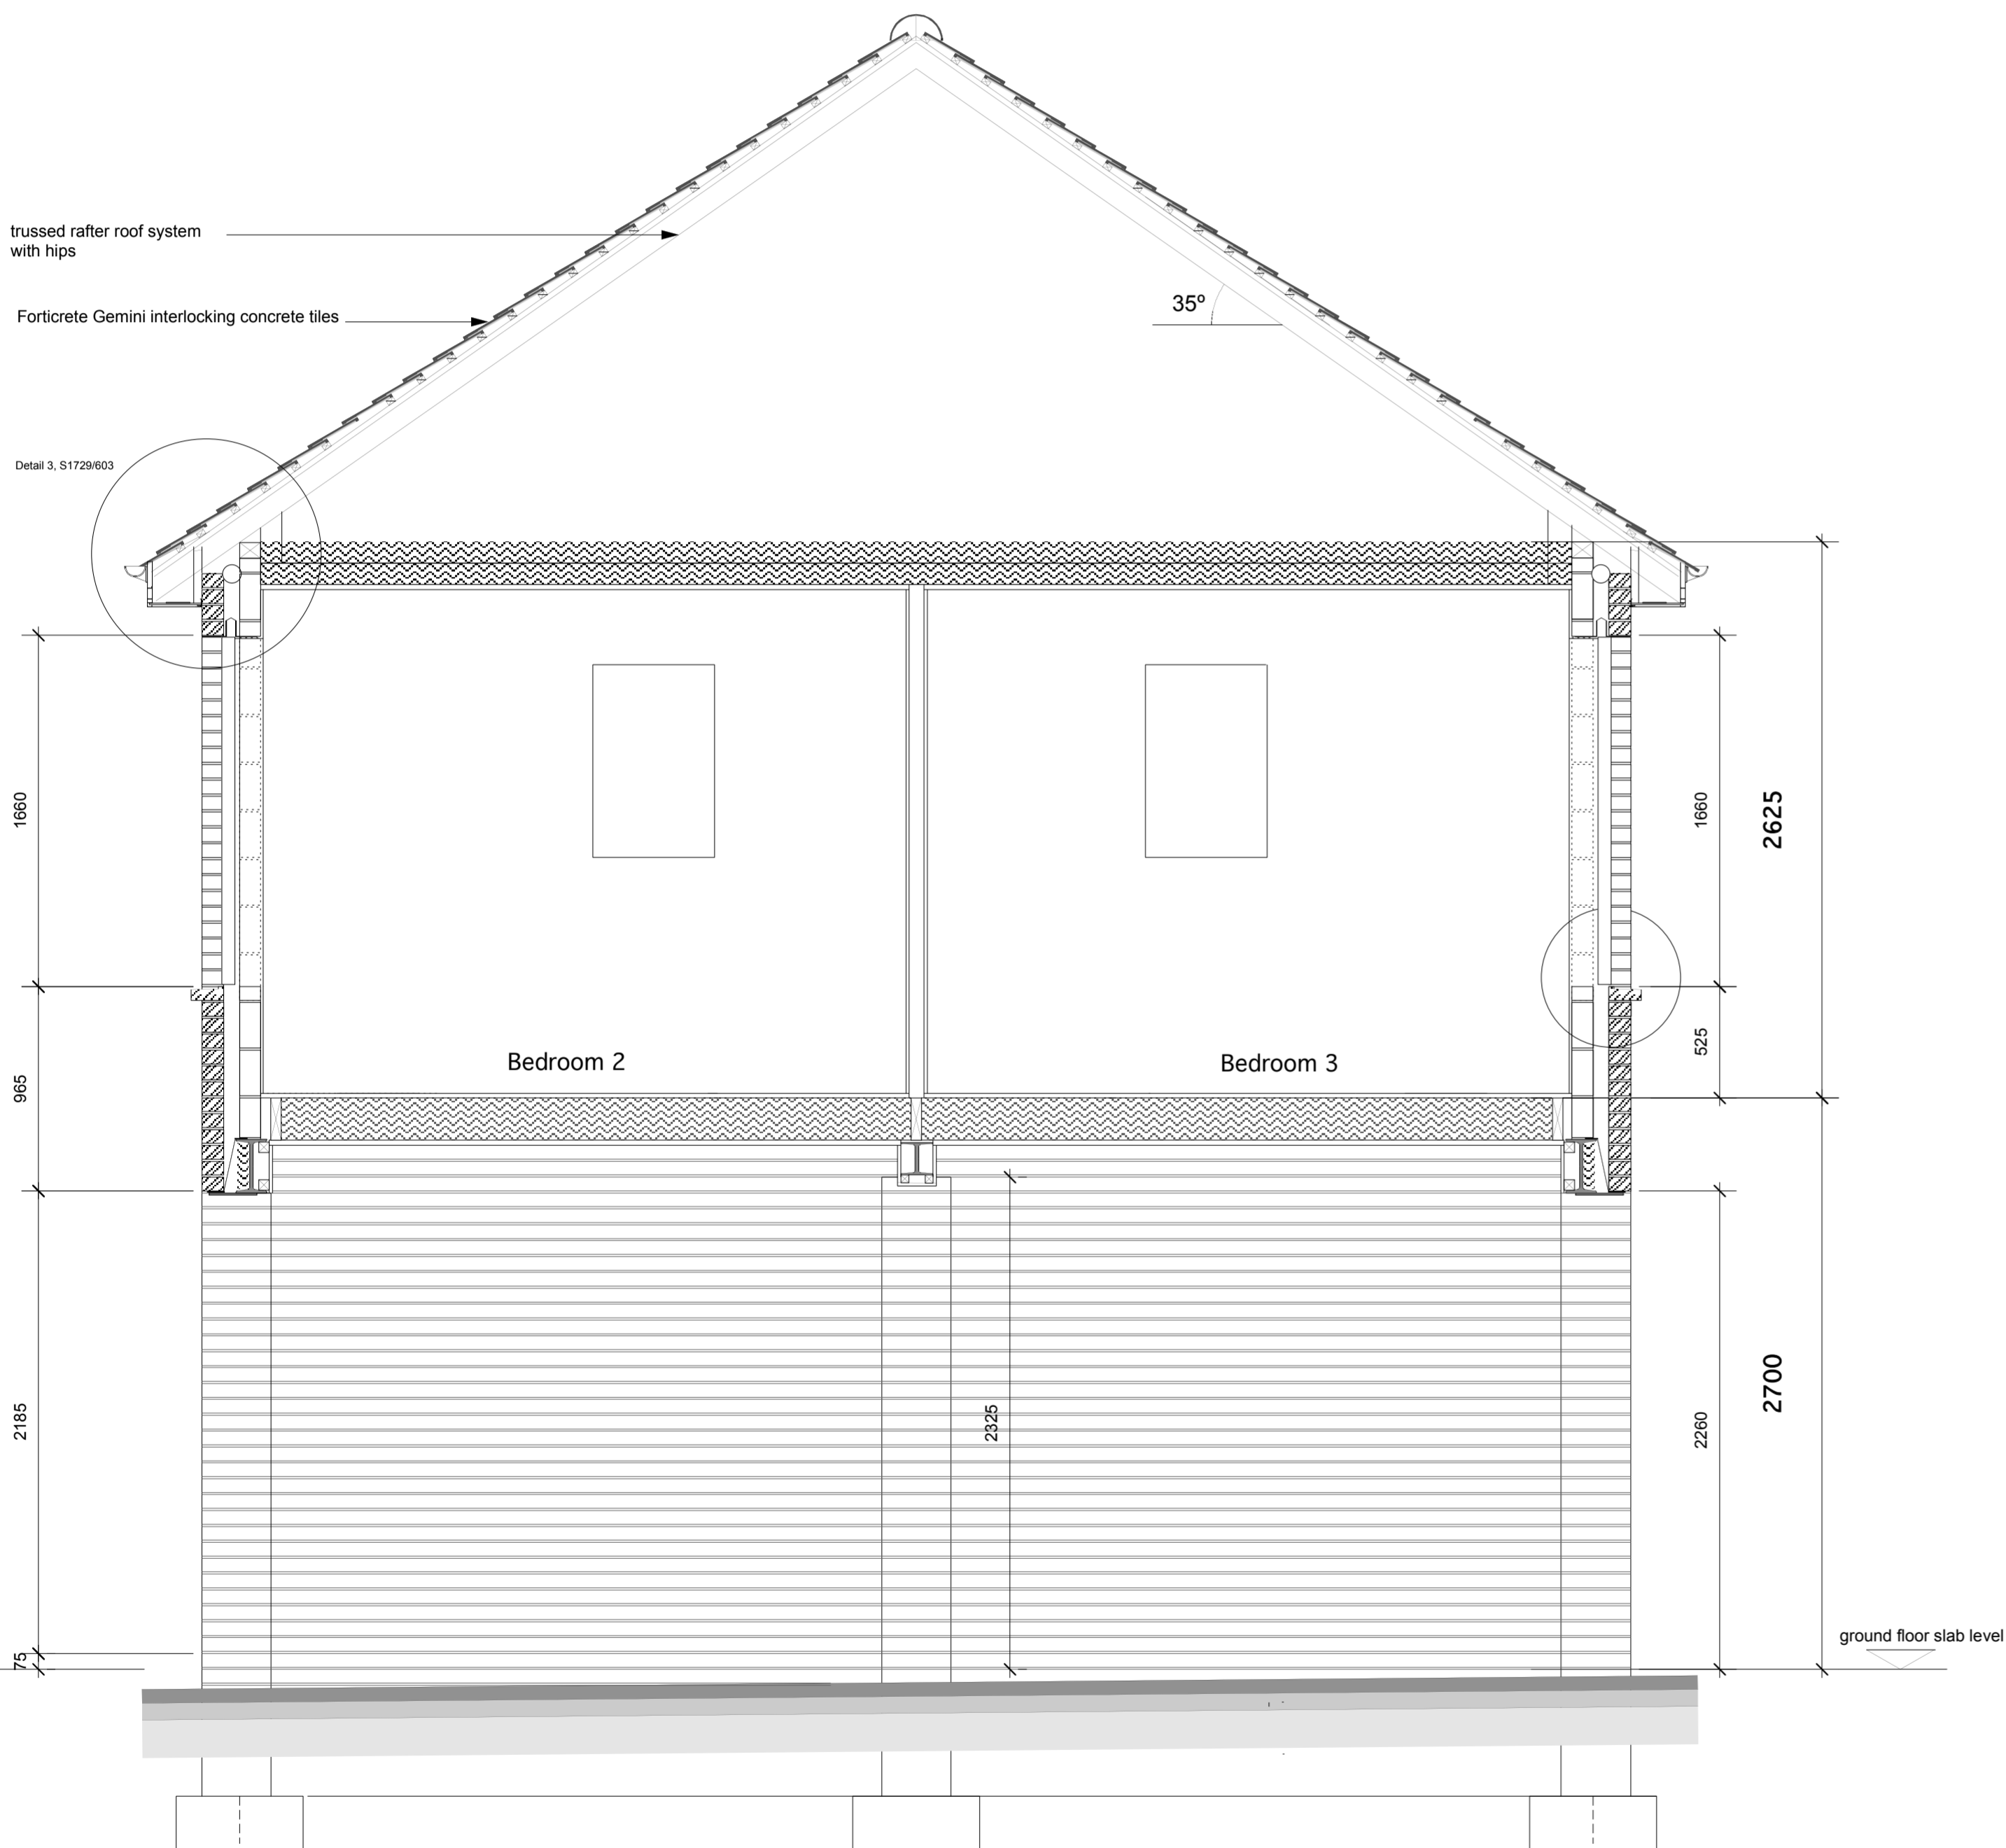 trussed rafter roof system
with hips
Forticrete Gemini interlocking concrete tiles
35º
Detail 3, S1729/603
1660
1660
2625
525
Bedroom 2
Bedroom 3
965
2185
2325
2260
2700
75
ground floor slab level